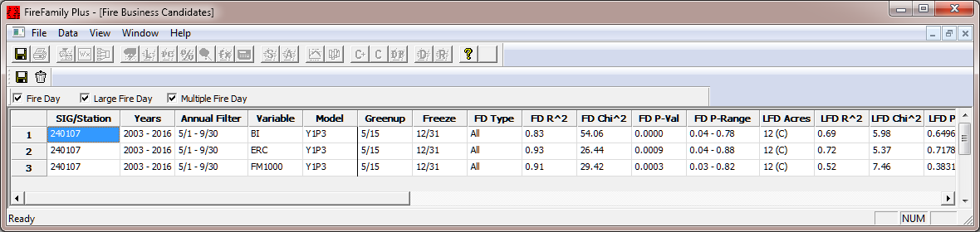 FireFamily Plus - [Fire Business Candidates]
File Data View Window Help
Fire Day Large Fire Day Multiple Fire Day
SIG/Station Years Annual Filter Variable Model Greenup Freeze FD Type FD R^2 FD Chi^2 FD P-Val FD P-Range LFD Acres LFD R^2 LFD Chi^2 LFD P
1 240107 2003 - 2016 5/1 - 9/30 BI Y1P3 5/15 12/31 All 0.83 54.06 0.0000 0.04 - 0.78 12 (C) 0.69 5.98 0.6496
2 240107 2003 - 2016 5/1 - 9/30 ERC Y1P3 5/15 12/31 All 0.93 26.44 0.0009 0.04 - 0.88 12 (C) 0.72 5.37 0.7178
3 240107 2003 - 2016 5/1 - 9/30 FM1000 Y1P3 5/15 12/31 All 0.91 29.42 0.0003 0.03 - 0.82 12 (C) 0.52 7.46 0.3831
Ready NUM